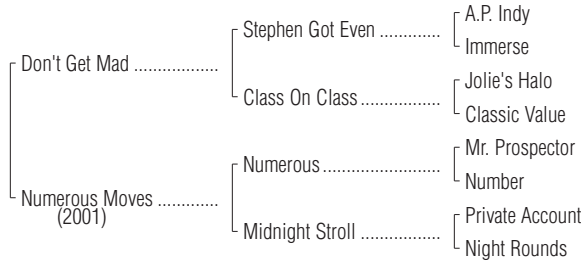 A.P. Indy
Stephen Got Even ..............
Immerse
Don't Get Mad ...................
Jolie's Halo
Class On Class ..................
Classic Value
Mr. Prospector
Numerous..........................
Number
Numerous Moves .............
(2001)
Private Account
Midnight Stroll ...................
Night Rounds